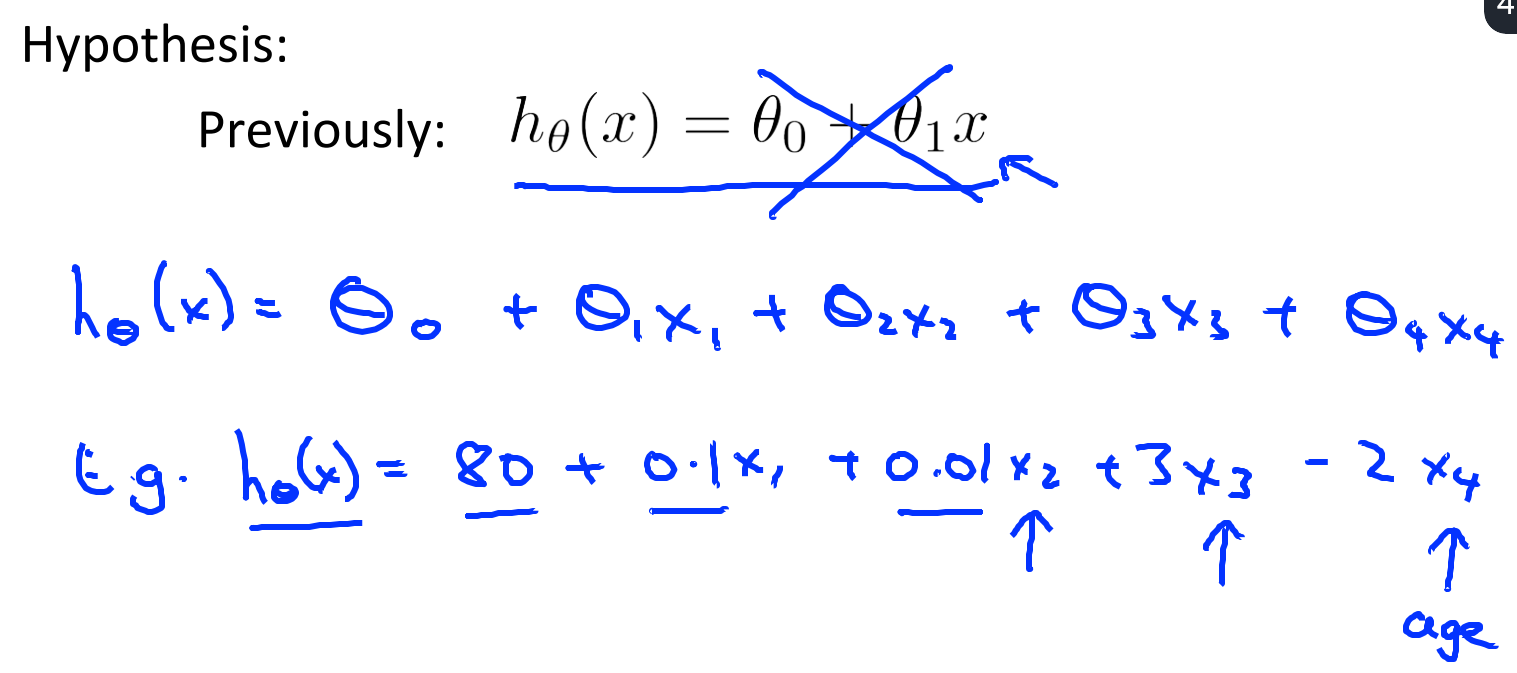 4
Hypothesis:
Previously: hθ(x) = θ0 + θ1x
hθ(x) = θ0 + θ1x1 + θ2x2 + θ3x3 + θ4x4
E.g. hθ(x) = 80 + 0.1x1 + 0.01x2 + 3x3 - 2x4
age